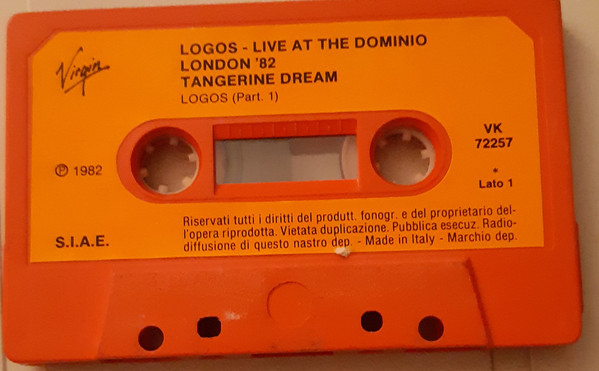 Virgin
LOGOS - LIVE AT THE DOMINIO
LONDON '82
TANGERINE DREAM
LOGOS (Part. 1)
VK
72257
℗ 1982
*
Lato 1
S.I.A.E.
Riservati tutti i diritti del produtt. fonogr. e del proprietario del-
l'opera riprodotta. Vietata duplicazione. Pubblica esecuz. Radio-
diffusione di questo nastro dep. - Made in Italy - Marchio dep.